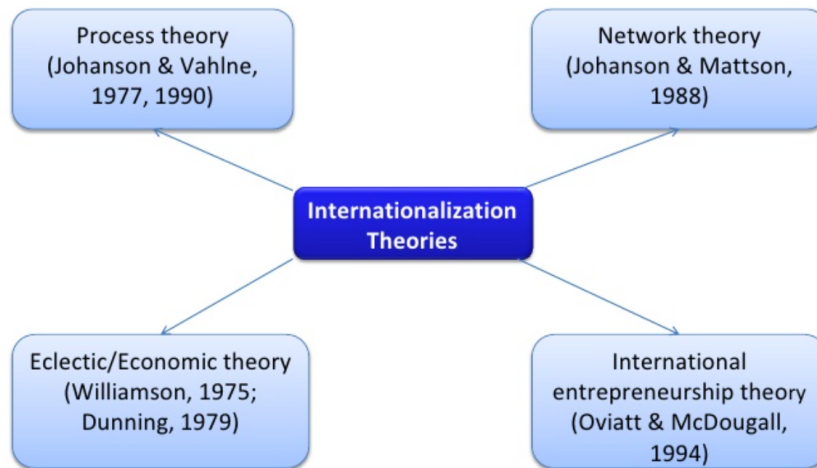 Process theory
(Johanson & Vahlne,
1977, 1990)
Network theory
(Johanson & Mattson,
1988)
Internationalization
Theories
Eclectic/Economic theory
(Williamson, 1975;
Dunning, 1979)
International
entrepreneurship theory
(Oviatt & McDougall,
1994)